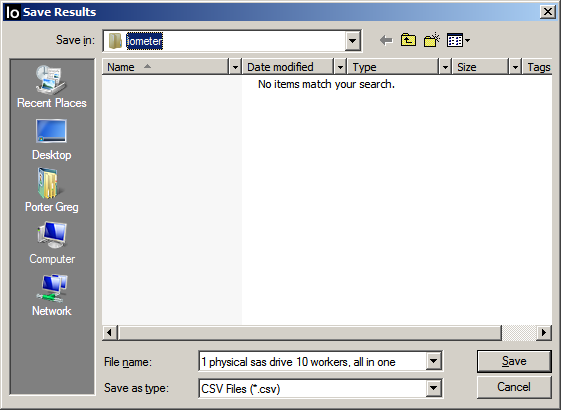 Io Save Results
Save in: iometer
Name Date modified Type Size Tags
No items match your search.
Recent Places
Desktop
Porter Greg
Computer
Network
File name: 1 physical sas drive 10 workers, all in one Save
Save as type: CSV Files (*.csv) Cancel